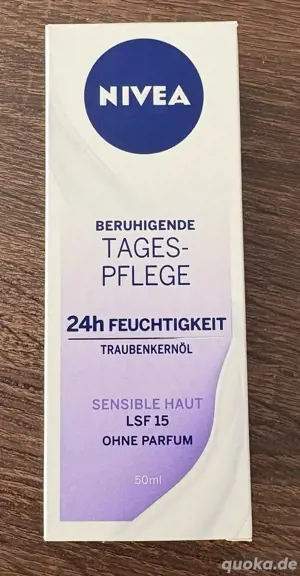 NIVEA
BERUHIGENDE
TAGES-
PFLEGE
24h FEUCHTIGKEIT
TRAUBENKERNÖL
SENSIBLE HAUT
LSF 15
OHNE PARFUM
50ml
quoka.de